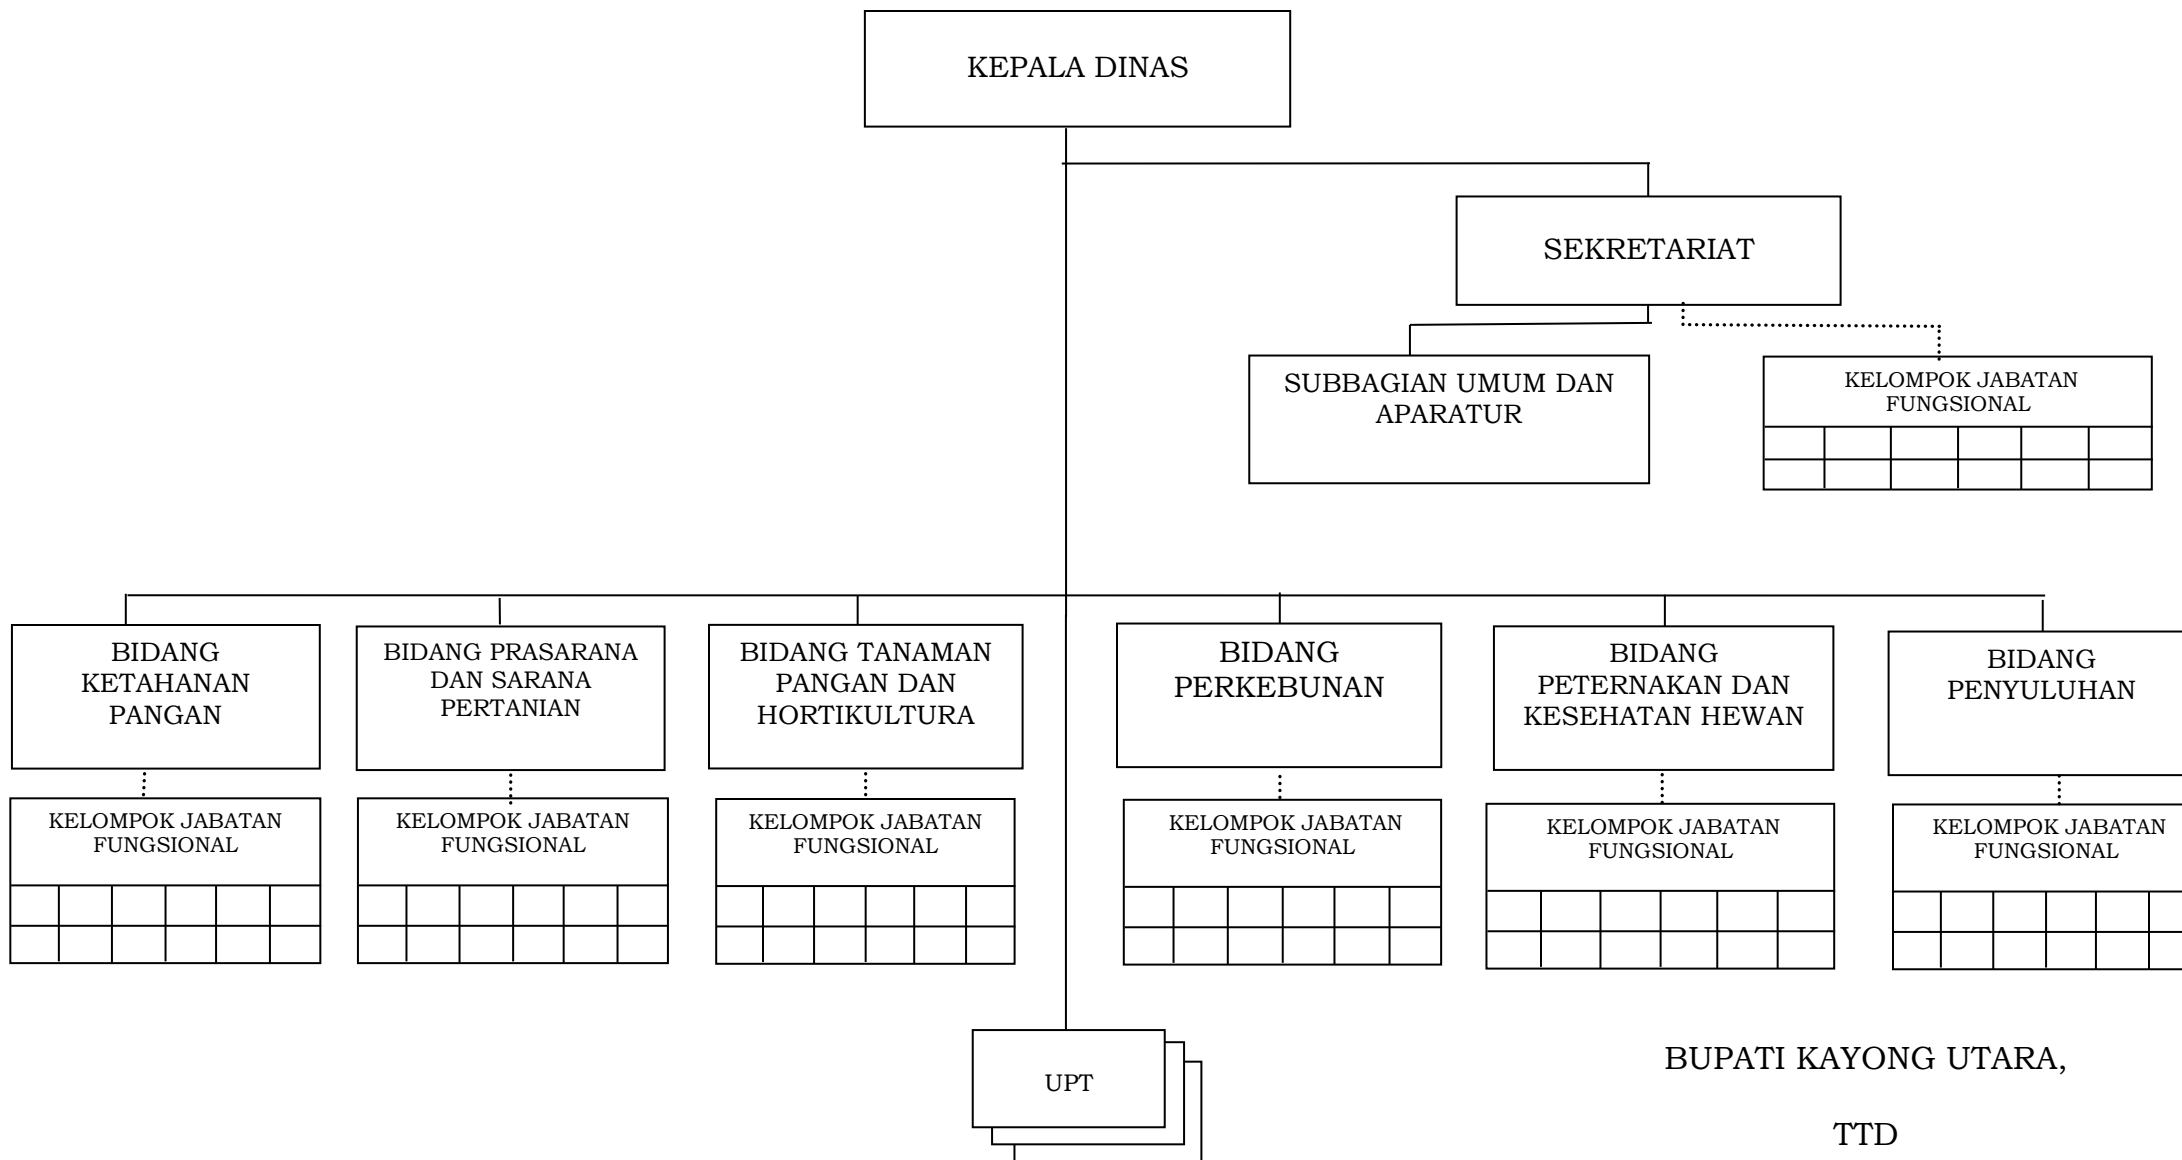 KEPALA DINAS
SEKRETARIAT
SUBBAGIAN UMUM DAN
APARATUR
KELOMPOK JABATAN
FUNGSIONAL
BIDANG
KETAHANAN
PANGAN
BIDANG PRASARANA
DAN SARANA
PERTANIAN
BIDANG TANAMAN
PANGAN DAN
HORTIKULTURA
BIDANG
PERKEBUNAN
BIDANG
PETERNAKAN DAN
KESEHATAN HEWAN
BIDANG
PENYULUHAN
KELOMPOK JABATAN
FUNGSIONAL
KELOMPOK JABATAN
FUNGSIONAL
KELOMPOK JABATAN
FUNGSIONAL
KELOMPOK JABATAN
FUNGSIONAL
KELOMPOK JABATAN
FUNGSIONAL
KELOMPOK JABATAN
FUNGSIONAL
UPT
BUPATI KAYONG UTARA,
TTD